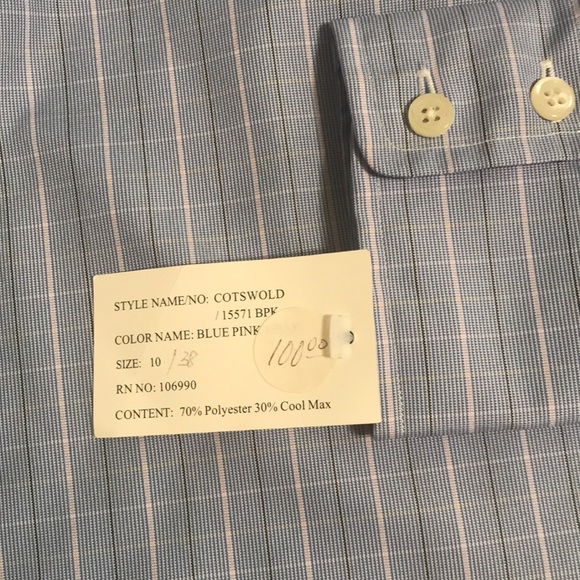 STYLE NAME/NO: COTSWOLD
/ 15571 BPK
COLOR NAME: BLUE PINK
SIZE: 10 / 38
100.00
RN NO: 106990
CONTENT: 70% Polyester 30% Cool Max